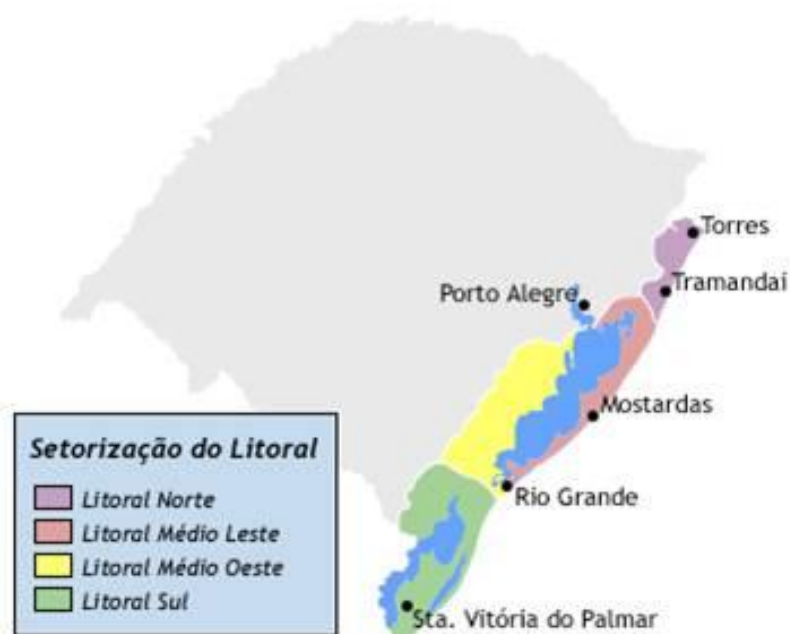 Torres
Tramandaí
Porto Alegre
Mostardas
Rio Grande
Sta. Vitória do Palmar
Setorização do Litoral
Litoral Norte
Litoral Médio Leste
Litoral Médio Oeste
Litoral Sul